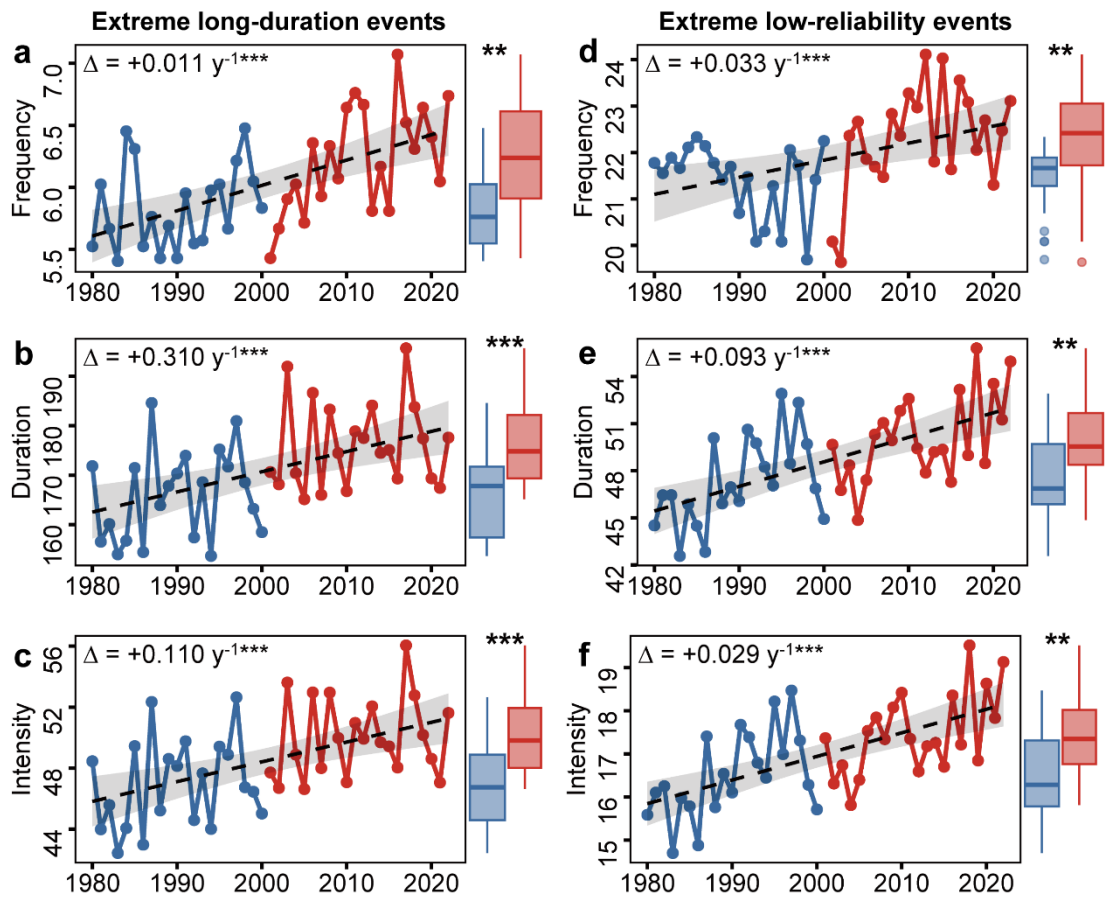 Extreme long-duration events
Extreme low-reliability events
a
Δ = +0.011 y⁻¹***
**
Frequency
7.0
6.5
6.0
5.5
1980 1990 2000 2010 2020
d
Δ = +0.033 y⁻¹***
**
Frequency
24
23
22
21
20
1980 1990 2000 2010 2020
b
Δ = +0.310 y⁻¹***
***
Duration
190
180
170
160
1980 1990 2000 2010 2020
e
Δ = +0.093 y⁻¹***
**
Duration
54
51
48
45
42
1980 1990 2000 2010 2020
c
Δ = +0.110 y⁻¹***
***
Intensity
56
52
48
44
1980 1990 2000 2010 2020
f
Δ = +0.029 y⁻¹***
**
Intensity
19
18
17
16
15
1980 1990 2000 2010 2020